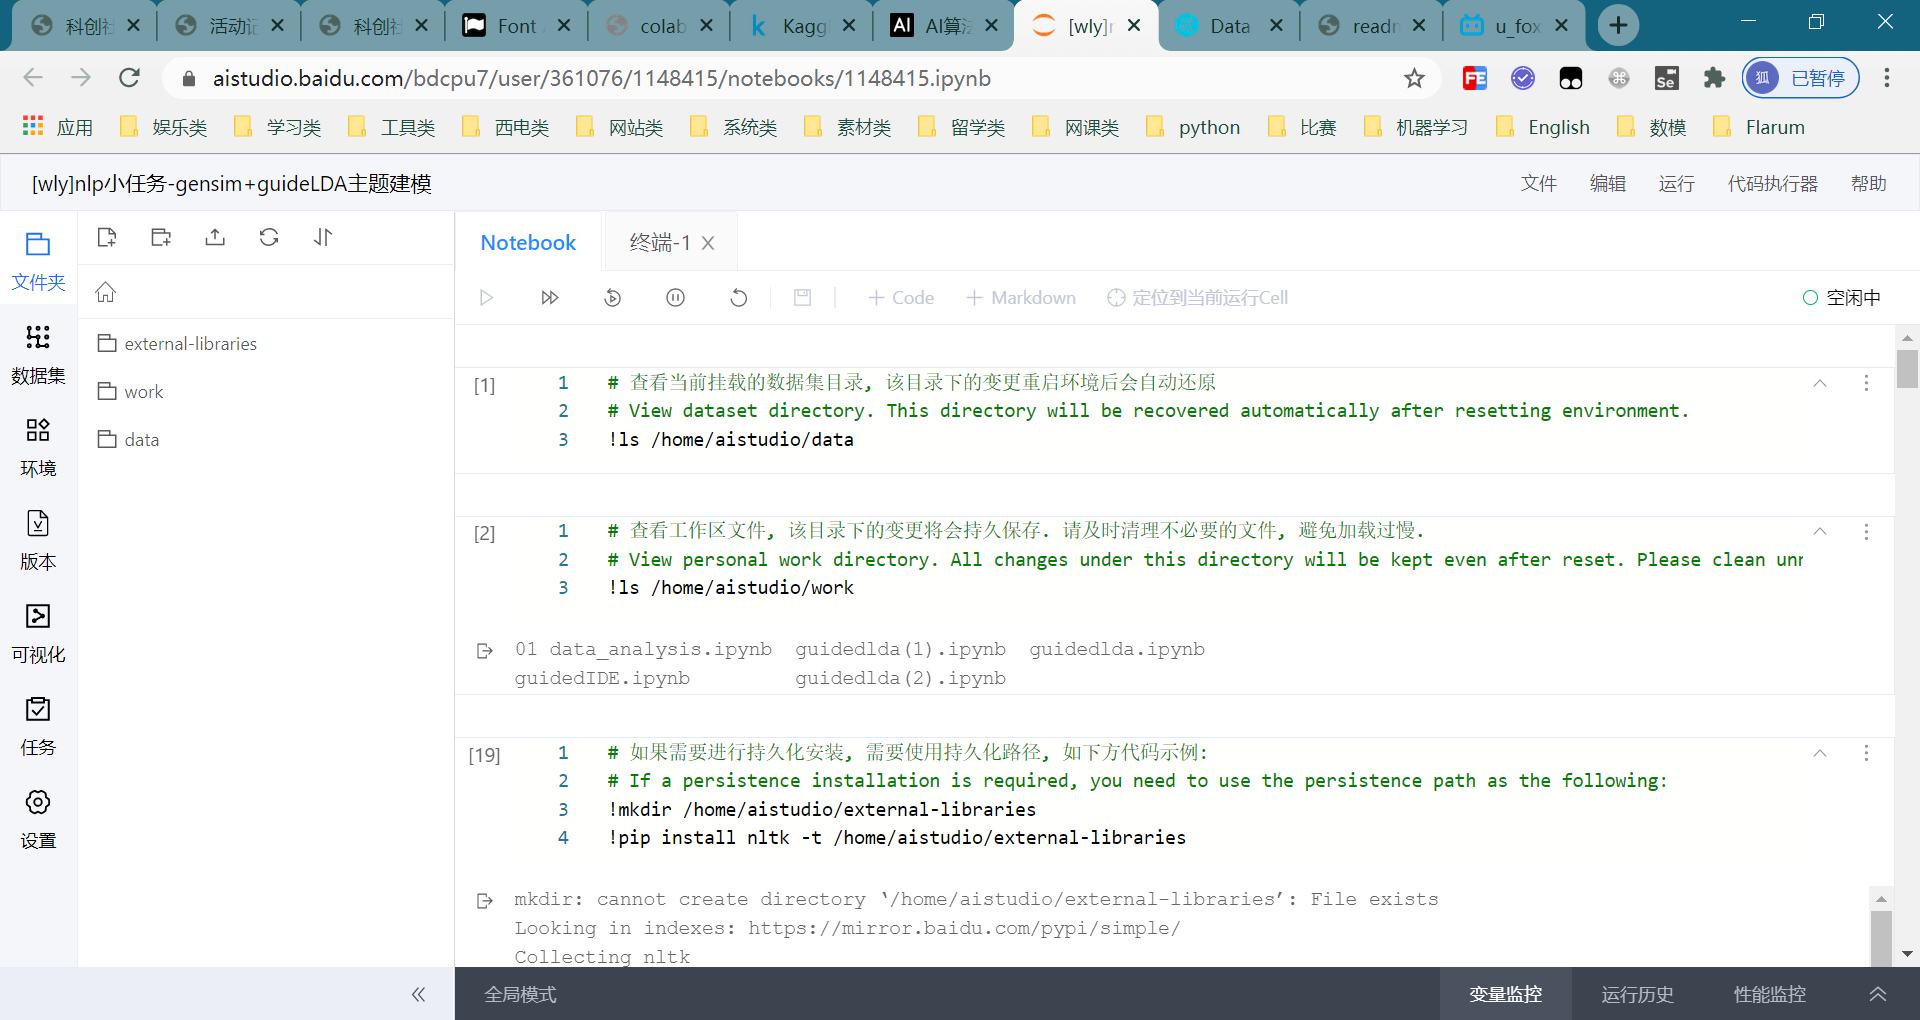 科创社 活动记 科创社 Font colab Kaggl AI算法 [wly]n Data readn u_fox
aistudio.baidu.com/bdcpu7/user/361076/1148415/notebooks/1148415.ipynb 狐 已暂停
应用 娱乐类 学习类 工具类 西电类 网站类 系统类 素材类 留学类 网课类 python 比赛 机器学习 English 数模 Flarum
[wly]nlp小任务-gensim+guideLDA主题建模 文件 编辑 运行 代码执行器 帮助
文件夹
数据集
环境
版本
可视化
任务
设置
external-libraries
work
data
Notebook 终端-1
+ Code + Markdown 定位到当前运行Cell 空闲中
[1] 1 # 查看当前挂载的数据集目录, 该目录下的变更重启环境后会自动还原
2 # View dataset directory. This directory will be recovered automatically after resetting environment.
3 !ls /home/aistudio/data
[2] 1 # 查看工作区文件, 该目录下的变更将会持久保存. 请及时清理不必要的文件, 避免加载过慢.
2 # View personal work directory. All changes under this directory will be kept even after reset. Please clean unr
3 !ls /home/aistudio/work
01 data_analysis.ipynb guidedlda(1).ipynb guidedlda.ipynb
guidedIDE.ipynb guidedlda(2).ipynb
[19] 1 # 如果需要进行持久化安装, 需要使用持久化路径, 如下方代码示例:
2 # If a persistence installation is required, you need to use the persistence path as the following:
3 !mkdir /home/aistudio/external-libraries
4 !pip install nltk -t /home/aistudio/external-libraries
mkdir: cannot create directory ‘/home/aistudio/external-libraries’: File exists
Looking in indexes: https://mirror.baidu.com/pypi/simple/
Collecting nltk
全局模式 变量监控 运行历史 性能监控